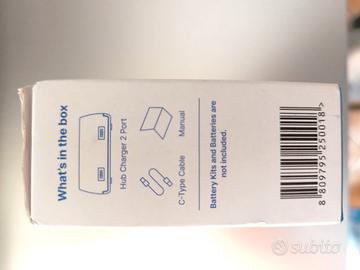 What's in the box
Hub Charger 2 Port
Manual
C-Type Cable
Battery Kits and Batteries are
not included.
8 809795 250018 >
subito